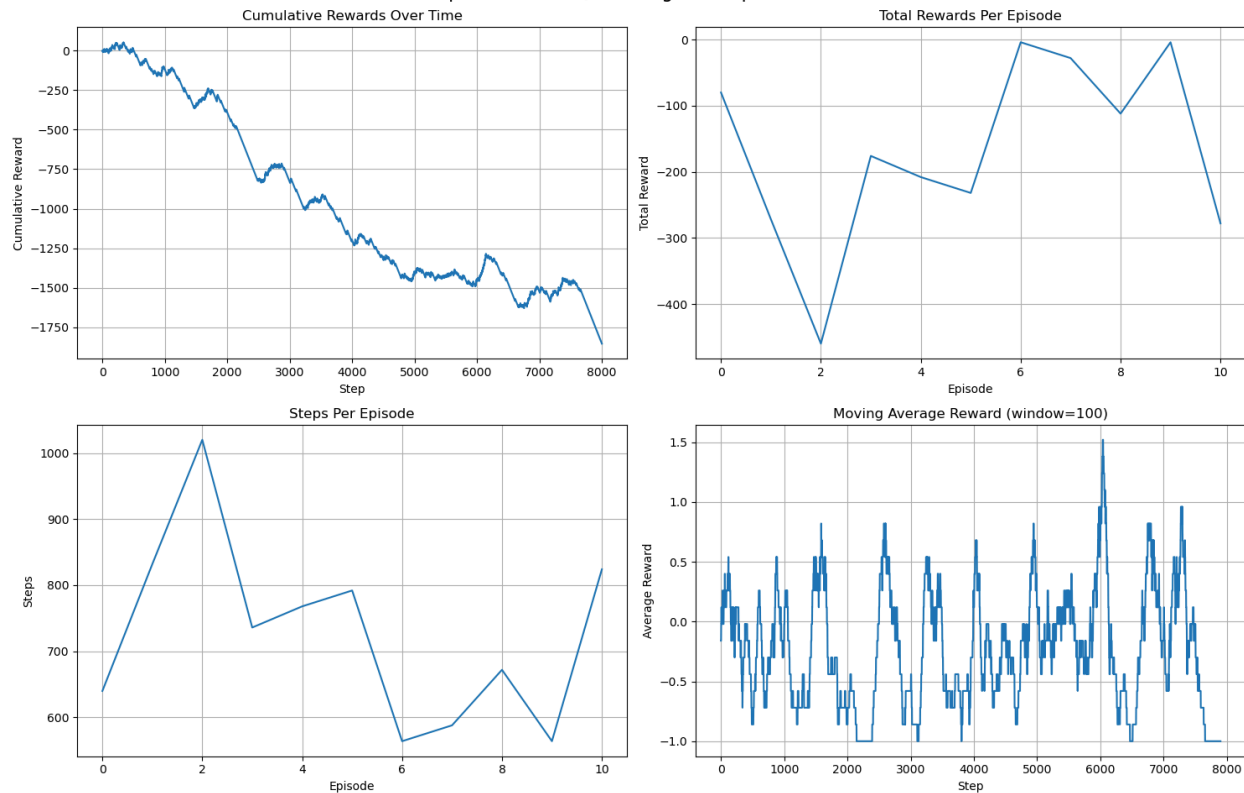 Cumulative Rewards Over Time
0
−250
−500
−750
−1000
−1250
−1500
−1750
Cumulative Reward
0 1000 2000 3000 4000 5000 6000 7000 8000
Step
Total Rewards Per Episode
0
−100
−200
−300
−400
Total Reward
0 2 4 6 8 10
Episode
Steps Per Episode
1000
900
800
700
600
Steps
0 2 4 6 8 10
Episode
Moving Average Reward (window=100)
1.5
1.0
0.5
0.0
−0.5
−1.0
Average Reward
0 1000 2000 3000 4000 5000 6000 7000 8000
Step